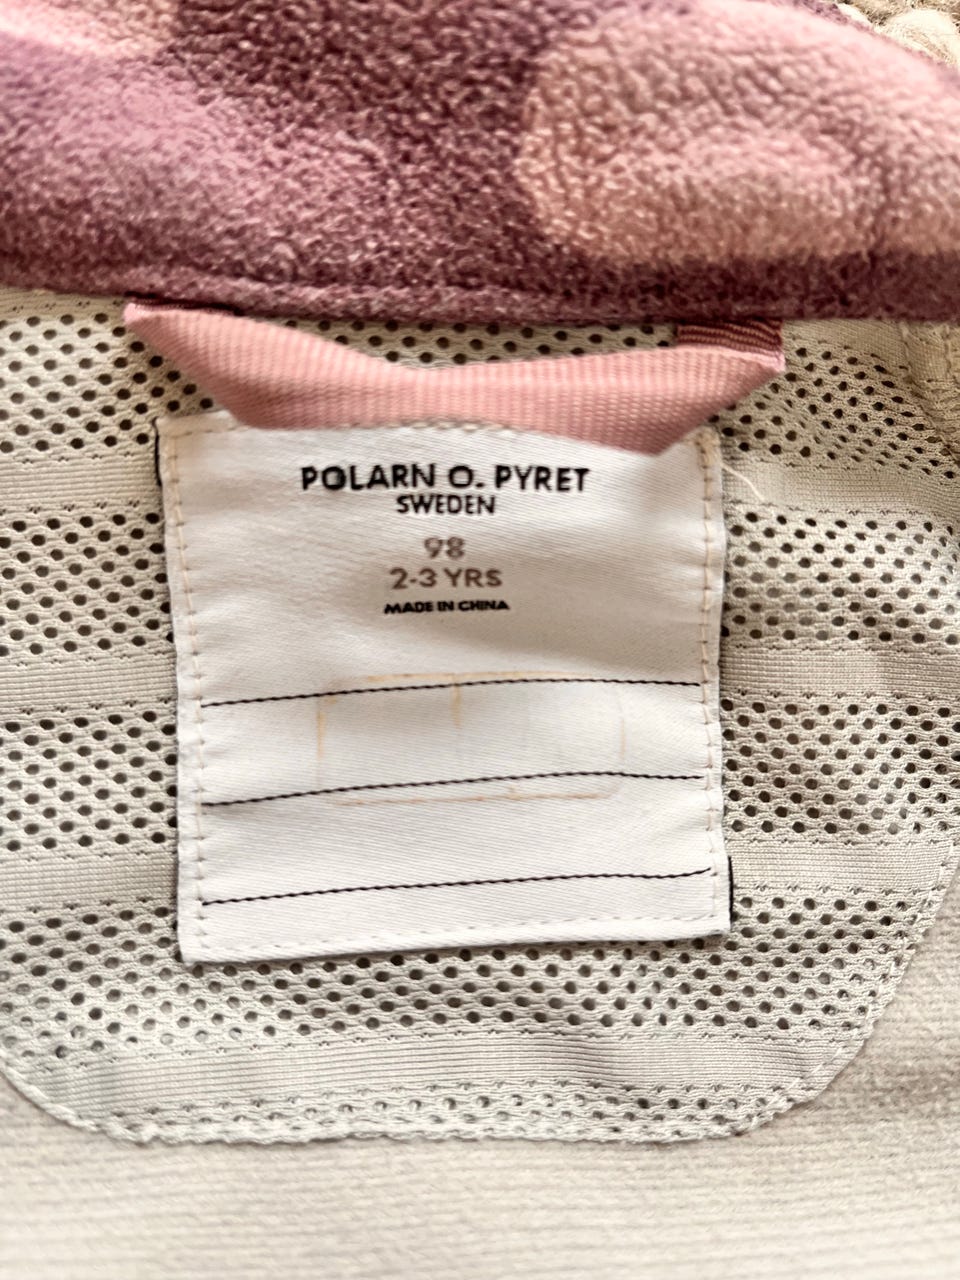 POLARN O. PYRET
SWEDEN
98
2-3 YRS
MADE IN CHINA